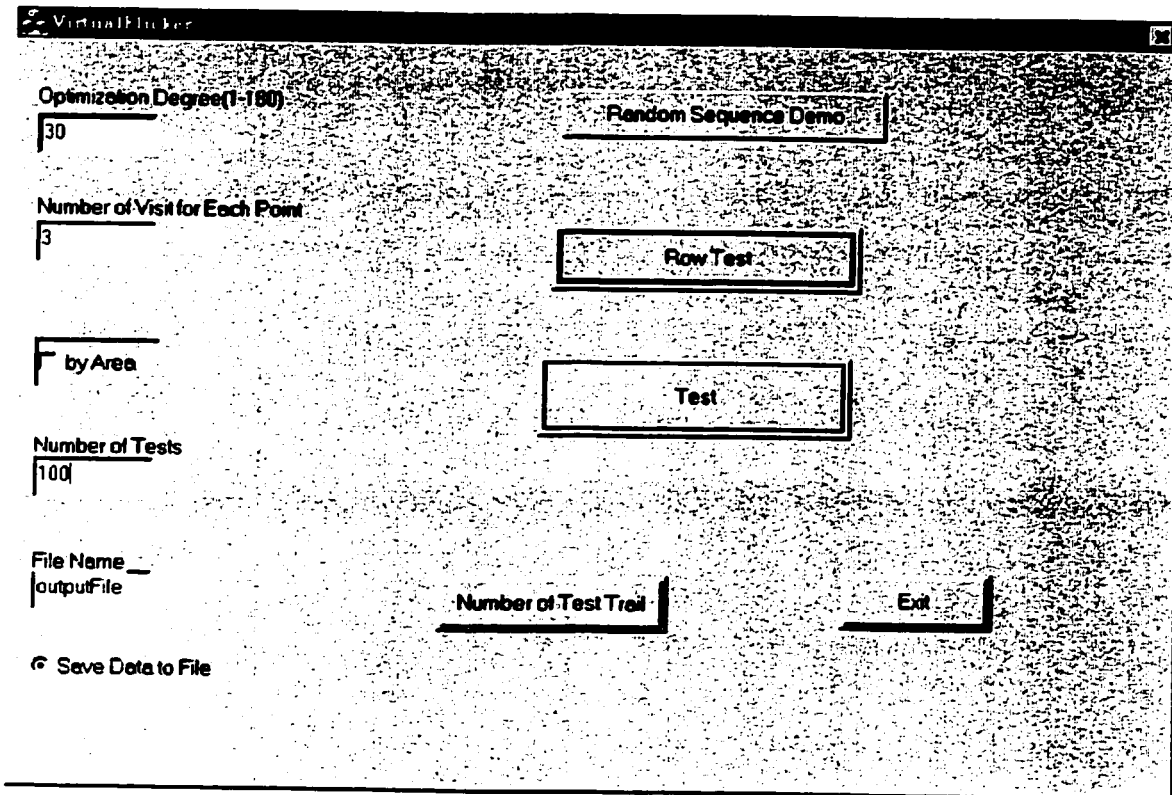 VirtualFlicker
Optimization Degree(1-180)
30
Random Sequence Demo
Number of Visit for Each Point
3
Row Test
by Area
Test
Number of Tests
100
File Name
outputFile
Number of Test Trail
Exit
Save Data to File